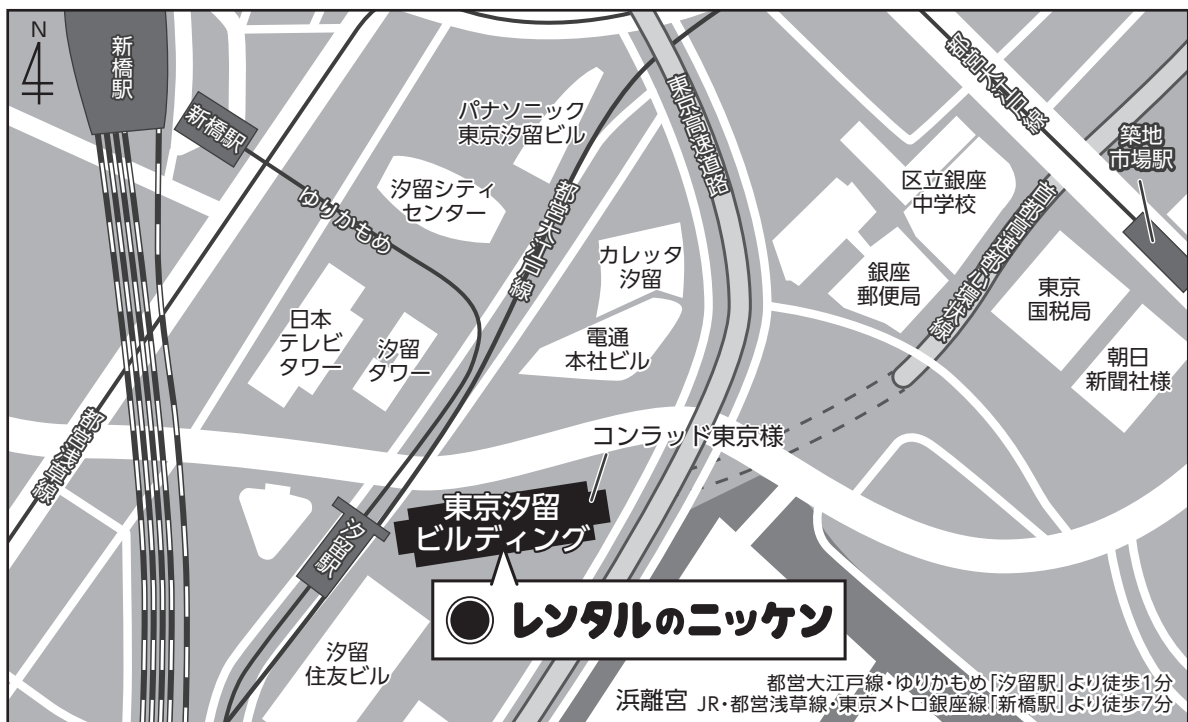 N
新橋駅
新橋駅
ゆりかもめ
パナソニック
東京汐留ビル
汐留シティ
センター
都営大江戸線
東京高速道路
都営大江戸線
築地
市場駅
区立銀座
中学校
首都高速都心環状線
銀座
郵便局
東京
国税局
朝日
新聞社様
カレッタ
汐留
電通
本社ビル
日本
テレビ
タワー
汐留
タワー
都営浅草線
コンラッド東京様
東京汐留
ビルディング
汐留駅
レンタルのニッケン
汐留
住友ビル
浜離宮
都営大江戸線・ゆりかもめ「汐留駅」より徒歩1分
JR・都営浅草線・東京メトロ銀座線「新橋駅」より徒歩7分